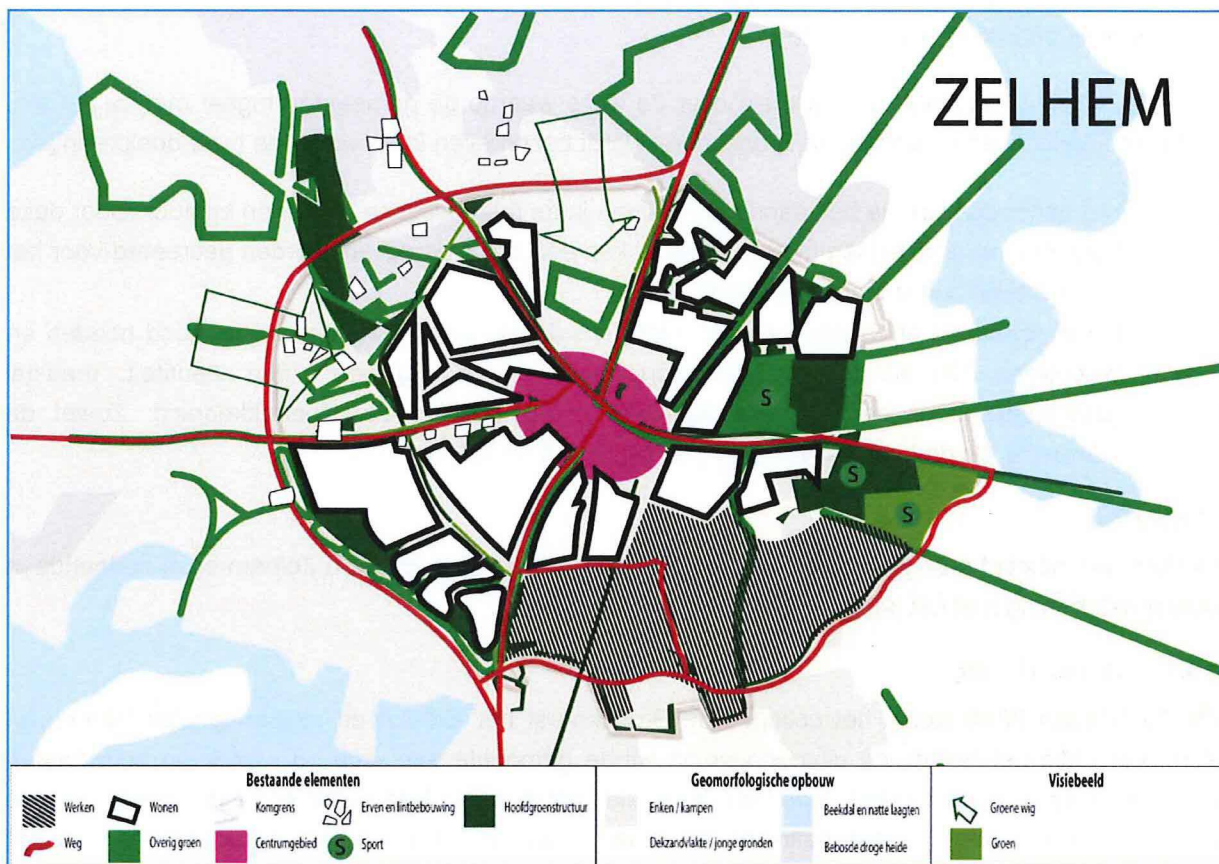 ZELHEM
S
S
S
Bestaande elementen
Geomorfologische opbouw
Visiebeeld
Werken
Wonen
Komgrens
Erven en lintbebouwing
Hoofdgroenstructuur
Enken / kampen
Beekdal en natte laagten
Groene wig
Weg
Overig groen
Centrumgebied
S Sport
Dekzandvlakte / jonge gronden
Beboste droge heide
Groen